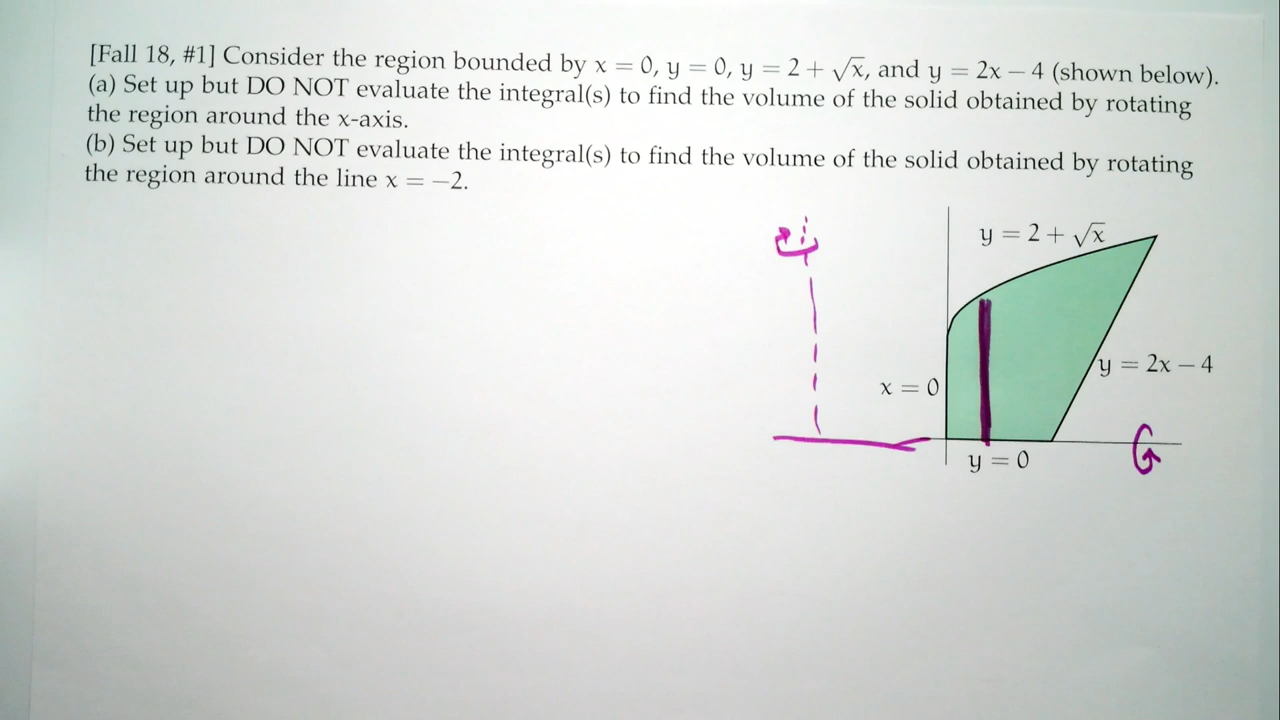 [Fall 18, #1] Consider the region bounded by x = 0, y = 0, y = 2 + √x, and y = 2x − 4 (shown below).
(a) Set up but DO NOT evaluate the integral(s) to find the volume of the solid obtained by rotating
the region around the x-axis.
(b) Set up but DO NOT evaluate the integral(s) to find the volume of the solid obtained by rotating
the region around the line x = −2.
y = 2 + √x
y = 2x − 4
x = 0
y = 0